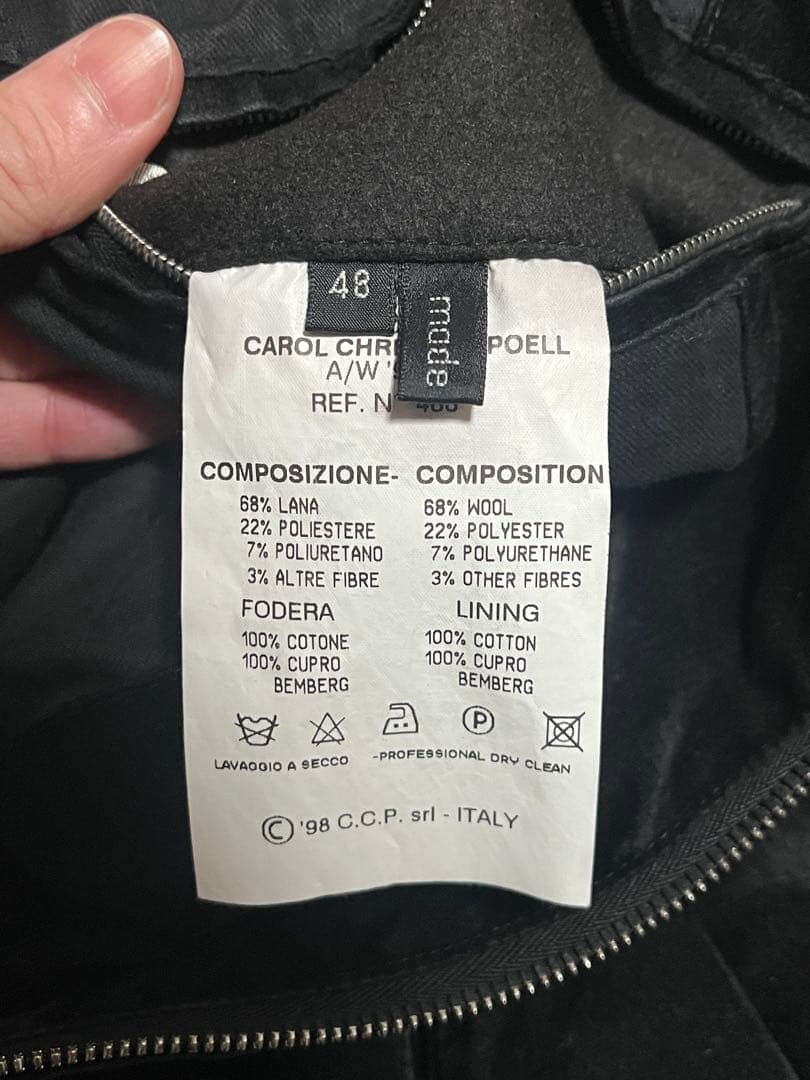 48
made
CAROL CHR POELL
A/W '
REF. N
COMPOSIZIONE- COMPOSITION
68% LANA 68% WOOL
22% POLIESTERE 22% POLYESTER
7% POLIURETANO 7% POLYURETHANE
3% ALTRE FIBRE 3% OTHER FIBRES
FODERA LINING
100% COTONE 100% COTTON
100% CUPRO 100% CUPRO
BEMBERG BEMBERG
P
LAVAGGIO A SECCO -PROFESSIONAL DRY CLEAN
© '98 C.C.P. srl - ITALY